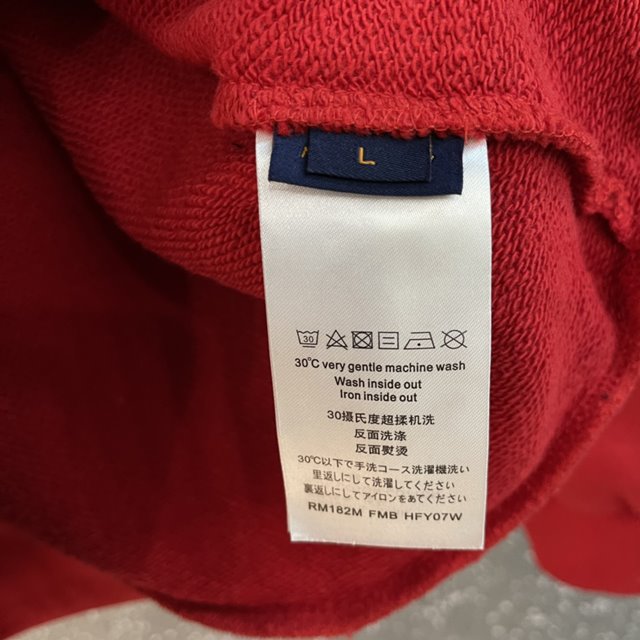 L
30
30°C very gentle machine wash
Wash inside out
Iron inside out
30摄氏度超揉机洗
反面洗涤
反面熨烫
30℃以下で手洗コース洗濯機洗い
里返しにして洗濯してください
裏返しにしてアイロンをあてください
RM182M FMB HFY07W